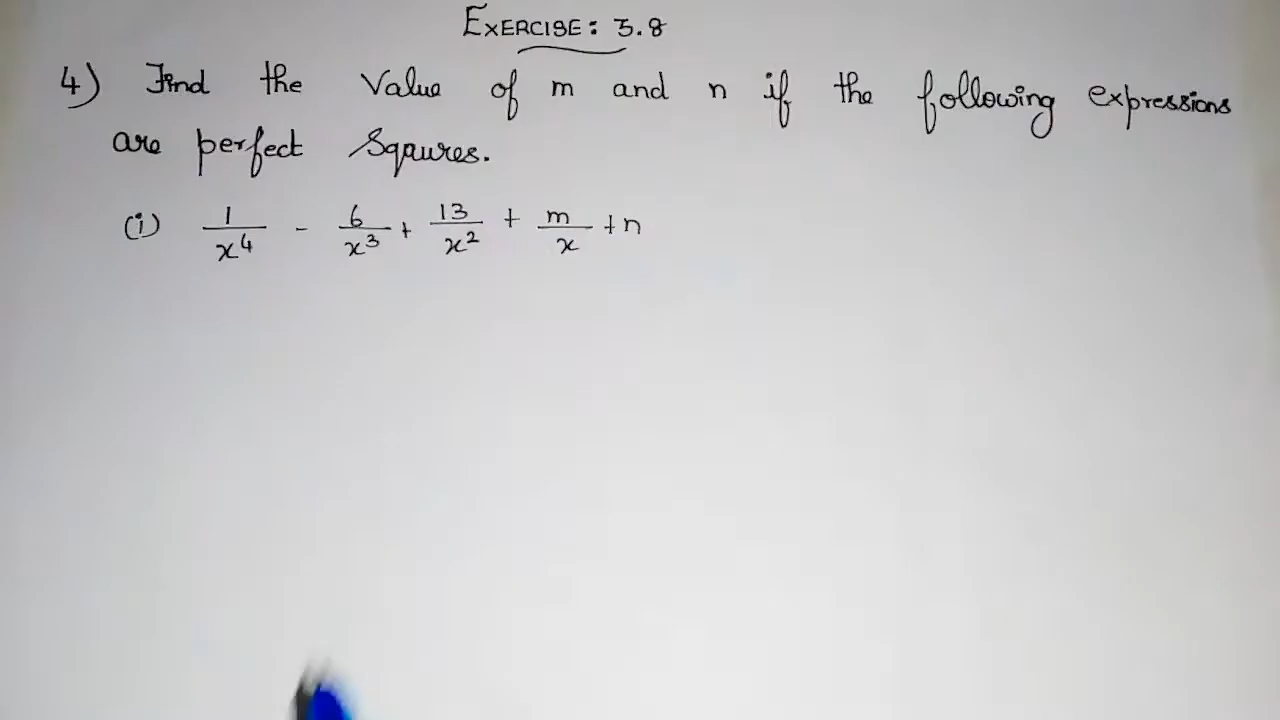 EXERCISE: 3.8
4) Find the Value of m and n if the following expressions
are perfect Sqaures.
(i) 1/x⁴ - 6/x³ + 13/x² + m/x + n